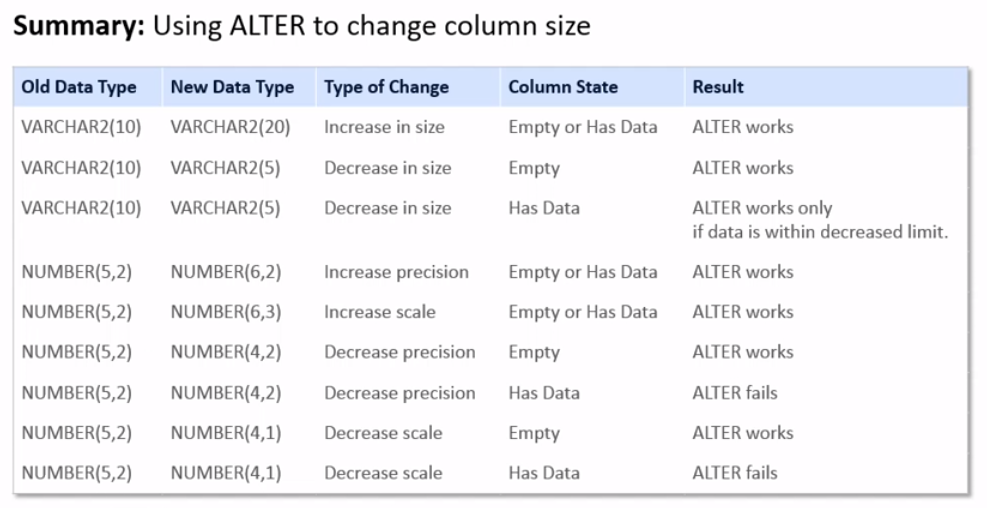 Summary: Using ALTER to change column size
Old Data Type New Data Type Type of Change Column State Result
VARCHAR2(10) VARCHAR2(20) Increase in size Empty or Has Data ALTER works
VARCHAR2(10) VARCHAR2(5) Decrease in size Empty ALTER works
VARCHAR2(10) VARCHAR2(5) Decrease in size Has Data ALTER works only
if data is within decreased limit.
NUMBER(5,2) NUMBER(6,2) Increase precision Empty or Has Data ALTER works
NUMBER(5,2) NUMBER(6,3) Increase scale Empty or Has Data ALTER works
NUMBER(5,2) NUMBER(4,2) Decrease precision Empty ALTER works
NUMBER(5,2) NUMBER(4,2) Decrease precision Has Data ALTER fails
NUMBER(5,2) NUMBER(4,1) Decrease scale Empty ALTER works
NUMBER(5,2) NUMBER(4,1) Decrease scale Has Data ALTER fails